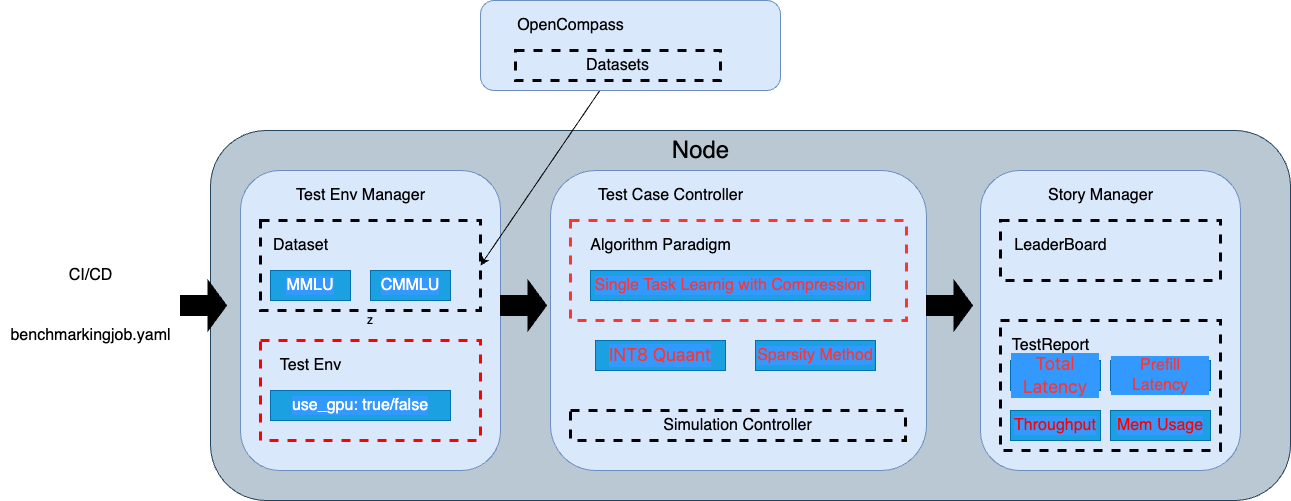 OpenCompass
Datasets
Node
Test Env Manager
Dataset
MMLU
CMMLU
z
Test Env
use_gpu: true/false
CI/CD
benchmarkingjob.yaml
Test Case Controller
Algorithm Paradigm
Single Task Learnig with Compression
INT8 Quaant
Sparsity Method
Simulation Controller
Story Manager
LeaderBoard
TestReport
Total
Latency
Prefill
Latency
Throughput
Mem Usage